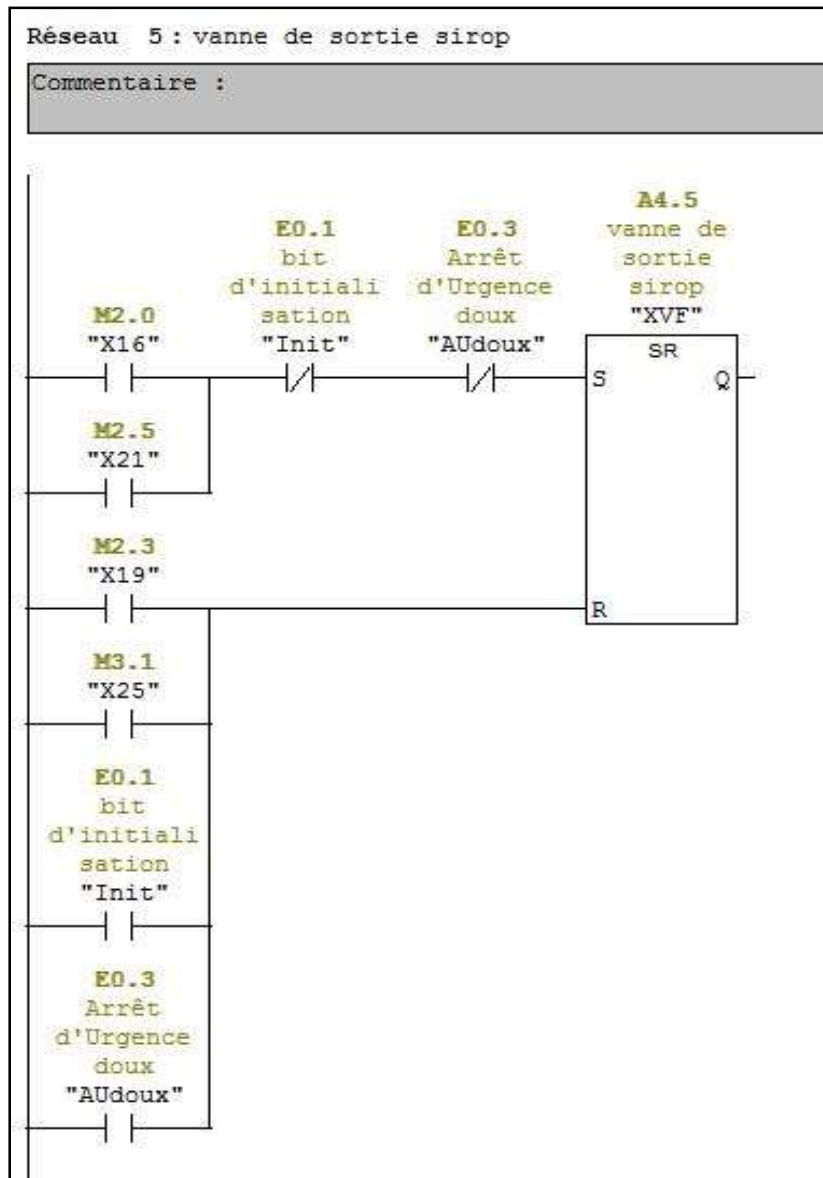 Réseau 5 : vanne de sortie sirop
Commentaire :
A4.5
vanne de
sortie
sirop
"XVF"
E0.1
bit
d'initiali
sation
"Init"
E0.3
Arrêt
d'Urgence
doux
"AUdoux"
M2.0
"X16"
SR
S
Q
M2.5
"X21"
M2.3
"X19"
R
M3.1
"X25"
E0.1
bit
d'initiali
sation
"Init"
E0.3
Arrêt
d'Urgence
doux
"AUdoux"